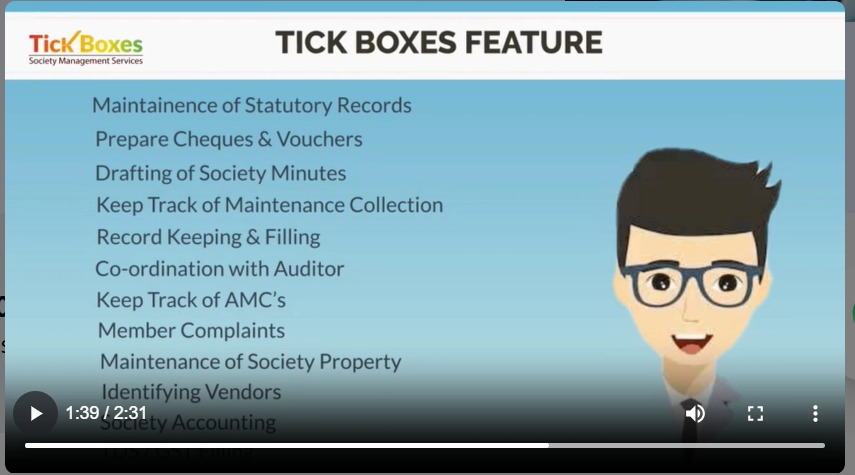 Tick Boxes
Society Management Services
TICK BOXES FEATURE
Maintainence of Statutory Records
Prepare Cheques & Vouchers
Drafting of Society Minutes
Keep Track of Maintenance Collection
Record Keeping & Filling
Co-ordination with Auditor
Keep Track of AMC's
Member Complaints
Maintenance of Society Property
Identifying Vendors
Society Accounting
1:39 / 2:31